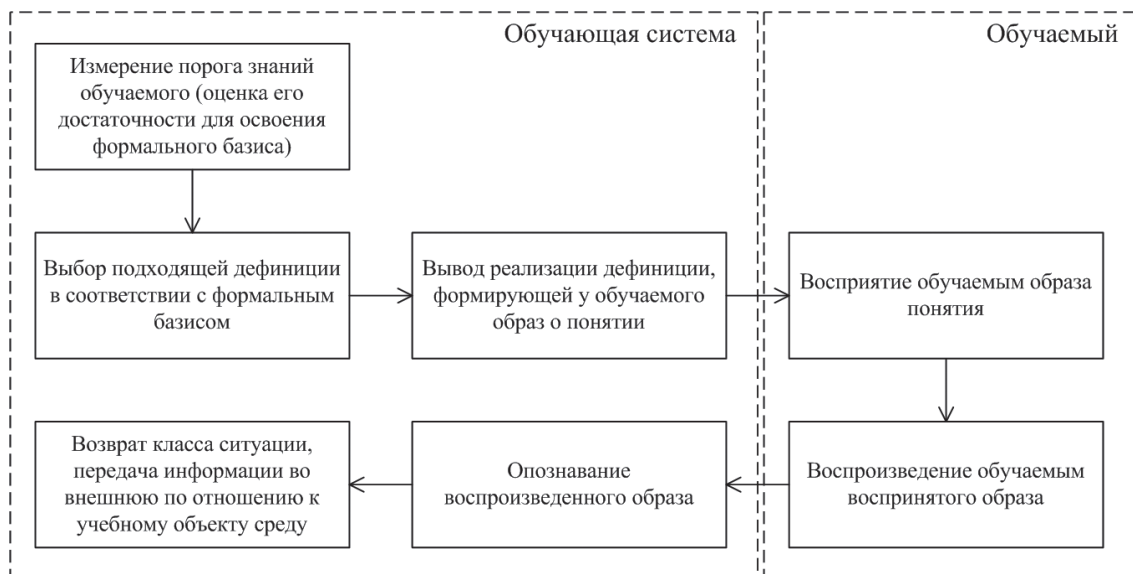 Обучающая система
Обучаемый
Измерение порога знаний
обучаемого (оценка его
достаточности для освоения
формального базиса)
Выбор подходящей дефиниции
в соответствии с формальным
базисом
Вывод реализации дефиниции,
формирующей у обучаемого
образ о понятии
Восприятие обучаемым образа
понятия
Воспроизведение обучаемым
воспринятого образа
Опознавание
воспроизведенного образа
Возврат класса ситуации,
передача информации во
внешнюю по отношению к
учебному объекту среду